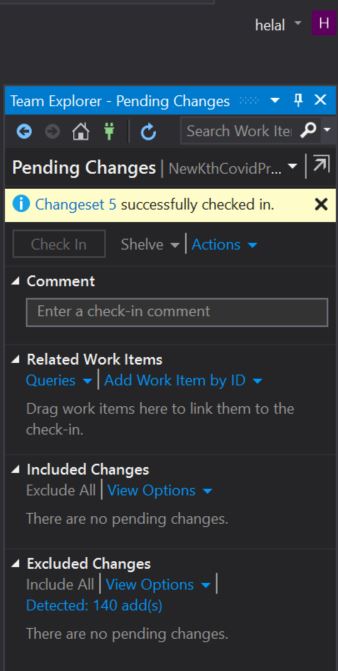 helal H
Team Explorer - Pending Changes
Search Work Ite
Pending Changes | NewKthCovidPr...
Changeset 5 successfully checked in.
Check In Shelve Actions
Comment
Enter a check-in comment
Related Work Items
Queries Add Work Item by ID
Drag work items here to link them to the
check-in.
Included Changes
Exclude All View Options
There are no pending changes.
Excluded Changes
Include All View Options
Detected: 140 add(s)
There are no pending changes.